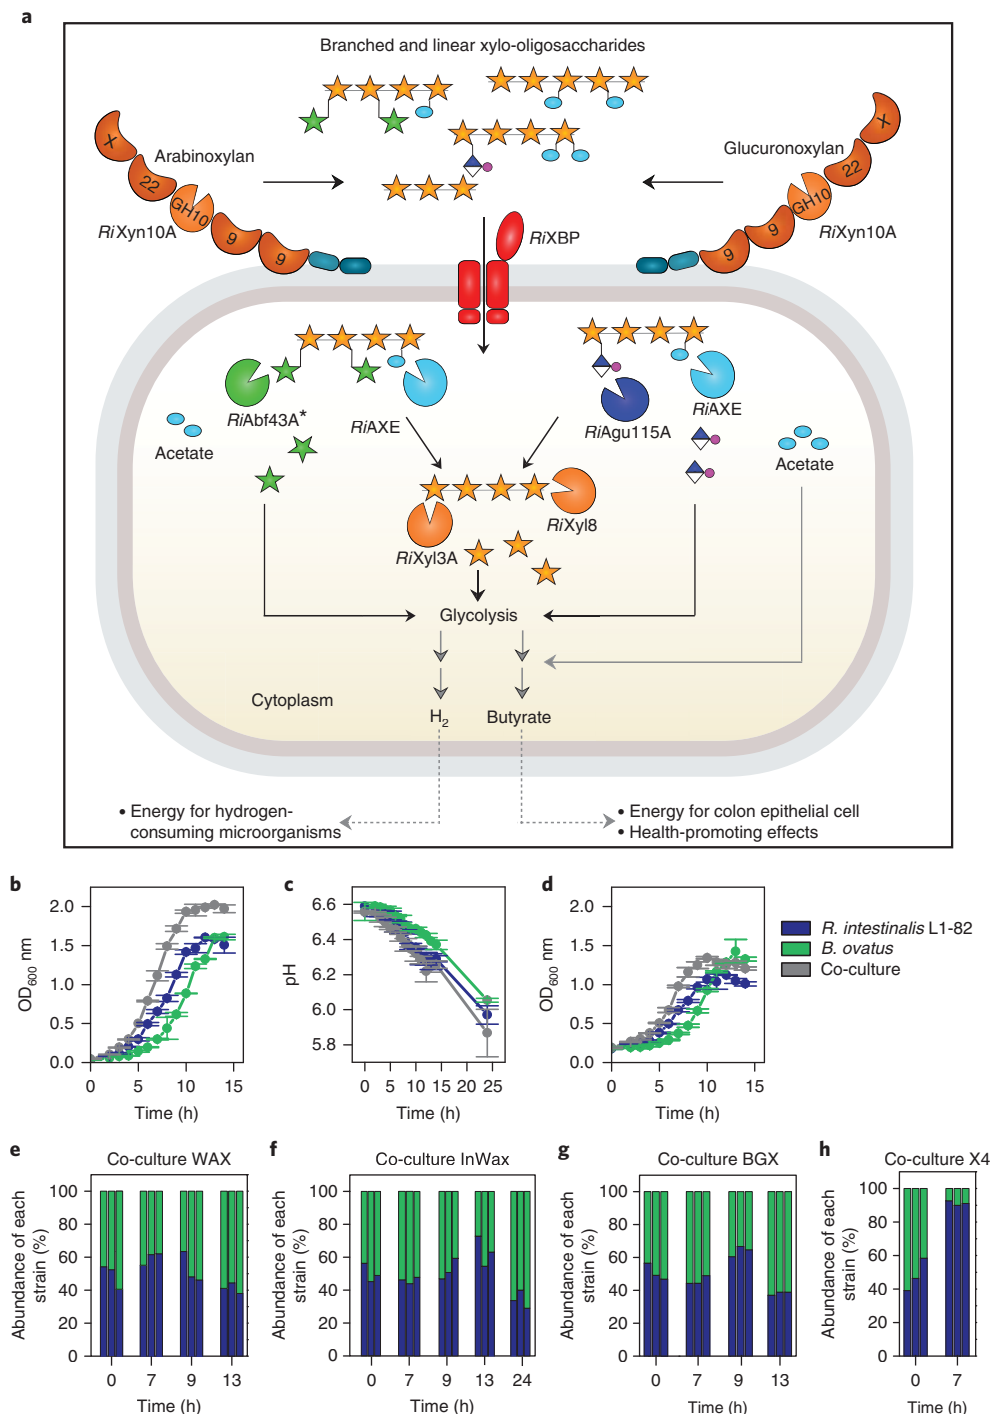 a
Branched and linear xylo-oligosaccharides
Arabinoxylan
Glucuronoxylan
X
22
GH10
9
9
RiXyn10A
X
22
GH10
9
9
RiXyn10A
RiXBP
RiAbf43A*
RiAXE
RiAgu115A
RiAXE
Acetate
Acetate
RiXyl8
RiXyl3A
Glycolysis
Cytoplasm
H2
Butyrate
• Energy for hydrogen-
consuming microorganisms
• Energy for colon epithelial cell
• Health-promoting effects
b
OD600 nm
2.0
1.5
1.0
0.5
0.0
0 5 10 15
Time (h)
c
pH
6.6
6.4
6.2
6.0
5.8
0 5 10 15 20 25
Time (h)
d
OD600 nm
2.0
1.5
1.0
0.5
0.0
0 5 10 15
Time (h)
R. intestinalis L1-82
B. ovatus
Co-culture
e
Co-culture WAX
Abundance of each
strain (%)
100
80
60
40
20
0
0 7 9 13
Time (h)
f
Co-culture InWax
Abundance of each
strain (%)
100
80
60
40
20
0
0 7 9 13 24
Time (h)
g
Co-culture BGX
Abundance of each
strain (%)
100
80
60
40
20
0
0 7 9 13
Time (h)
h
Co-culture X4
Abundance of each
strain (%)
100
80
60
40
20
0
0 7
Time (h)